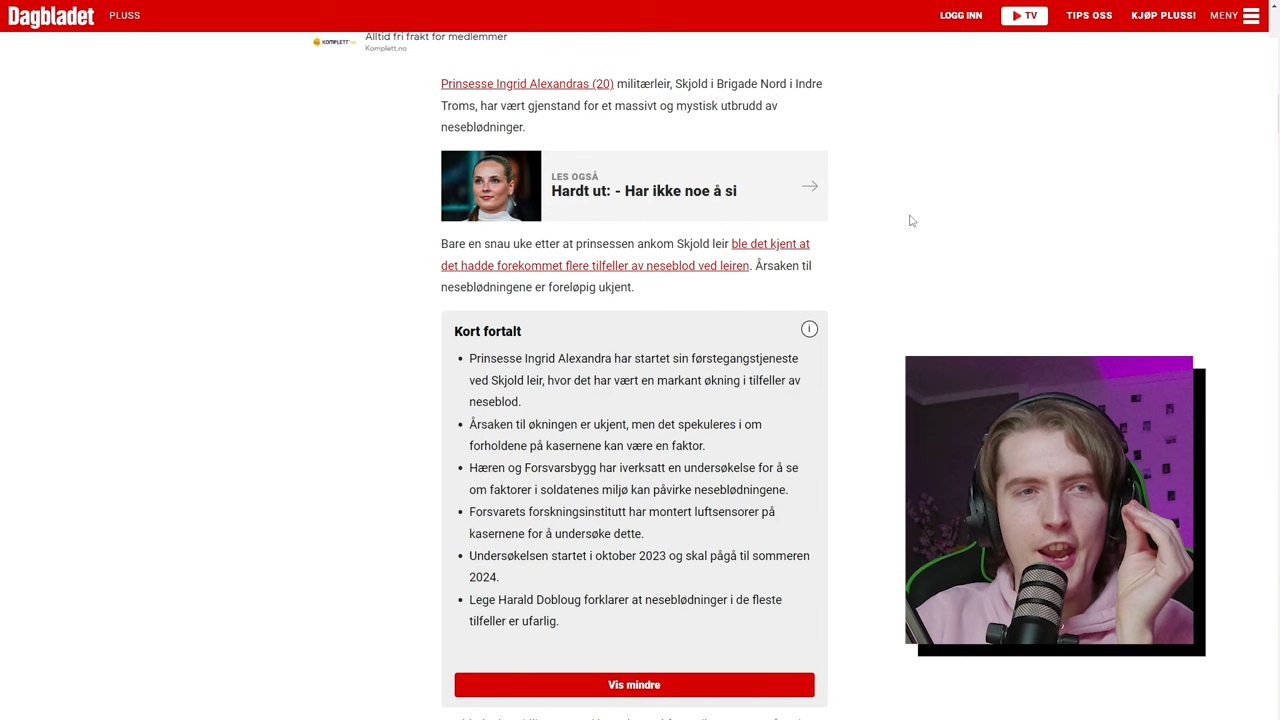 Dagbladet PLUSS LOGG INN TV TIPS OSS KJØP PLUSS! MENY
KOMPLETT Alltid fri frakt for medlemmer
Komplett.no
Prinsesse Ingrid Alexandras (20) militærleir, Skjold i Brigade Nord i Indre
Troms, har vært gjenstand for et massivt og mystisk utbrudd av
neseblødninger.
LES OGSÅ
Hardt ut: - Har ikke noe å si
Bare en snau uke etter at prinsessen ankom Skjold leir ble det kjent at
det hadde forekommet flere tilfeller av neseblod ved leiren. Årsaken til
neseblødningene er foreløpig ukjent.
Kort fortalt
• Prinsesse Ingrid Alexandra har startet sin førstegangstjeneste
ved Skjold leir, hvor det har vært en markant økning i tilfeller av
neseblod.
• Årsaken til økningen er ukjent, men det spekuleres i om
forholdene på kasernene kan være en faktor.
• Hæren og Forsvarsbygg har iverksatt en undersøkelse for å se
om faktorer i soldatenes miljø kan påvirke neseblødningene.
• Forsvarets forskningsinstitutt har montert luftsensorer på
kasernene for å undersøke dette.
• Undersøkelsen startet i oktober 2023 og skal pågå til sommeren
2024.
• Lege Harald Dobloug forklarer at neseblødninger i de fleste
tilfeller er ufarlig.
Vis mindre